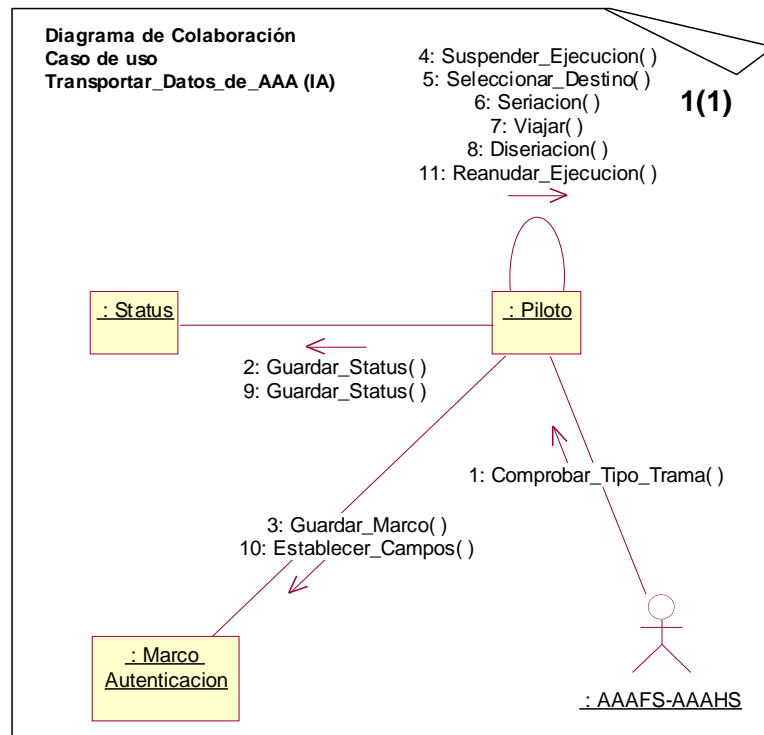 Diagrama de Colaboración
Caso de uso
Transportar_Datos_de_AAA (IA)
4: Suspender_Ejecucion( )
5: Seleccionar_Destino( )
6: Seriacion( )
7: Viajar( )
8: Diseriacion( )
11: Reanudar_Ejecucion( )
1(1)
: Status
: Piloto
2: Guardar_Status( )
9: Guardar_Status( )
1: Comprobar_Tipo_Trama( )
3: Guardar_Marco( )
10: Establecer_Campos( )
: Marco
Autenticacion
: AAAFS-AAAHS